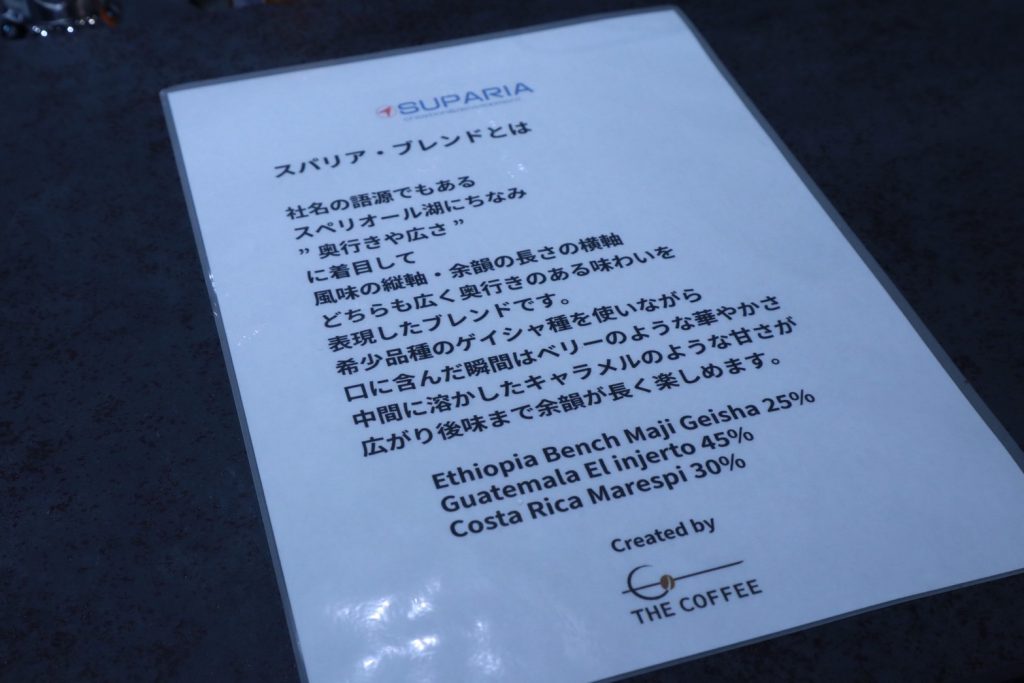 SUPARIA
スパリア・ブレンドとは
社名の語源でもある
スペリオール湖にちなみ
”奥行きや広さ”
に着目して
風味の縦軸・余韻の長さの横軸
どちらも広く奥行きのある味わいを
表現したブレンドです。
希少品種のゲイシャ種を使いながら
口に含んだ瞬間はベリーのような華やかさ
中間に溶かしたキャラメルのような甘さが
広がり後味まで余韻が長く楽しめます。
Ethiopia Bench Maji Geisha 25%
Guatemala El injerto 45%
Costa Rica Marespi 30%
Created by
THE COFFEE